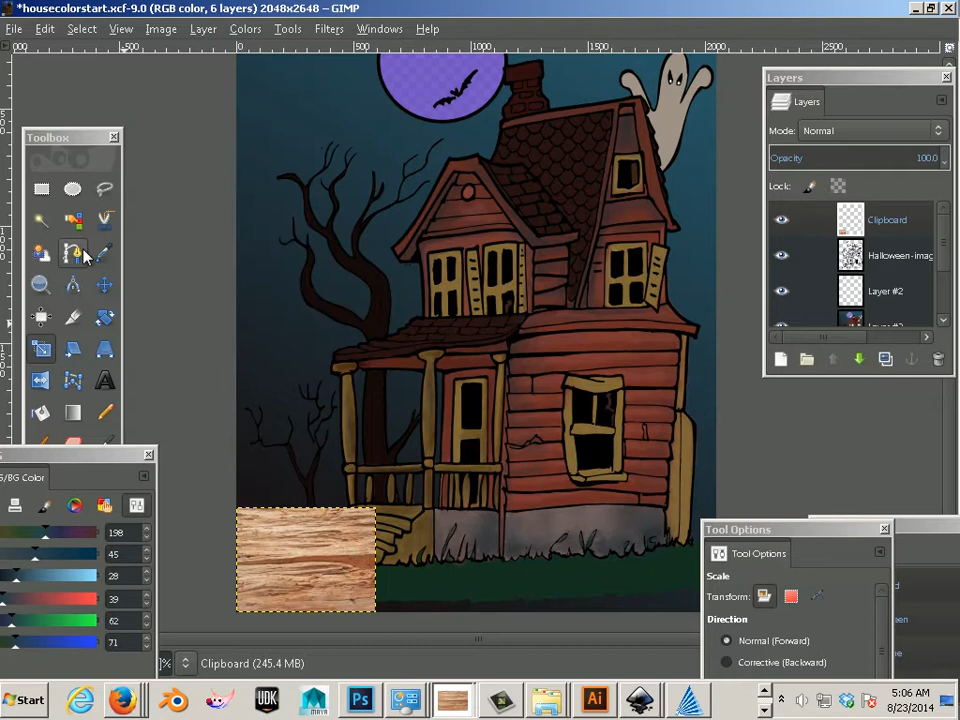 *housecolorstart.xcf-9.0 (RGB color, 6 layers) 2048x2648 – GIMP
File Edit Select View Image Layer Colors Tools Filters Windows Help
500 1000 1500 2000 2500
Layers
Layers
Mode: Normal
Opacity 100.0
Lock:
Clipboard
Halloween-imag
Layer #2
Toolbox
FG/BG Color
198
45
28
39
62
71
Tool Options
Tool Options
Scale
Transform:
Direction
Normal (Forward)
Corrective (Backward)
% Clipboard (245.4 MB)
Start UDK MAYA Ps Ai
5:06 AM
8/23/2014